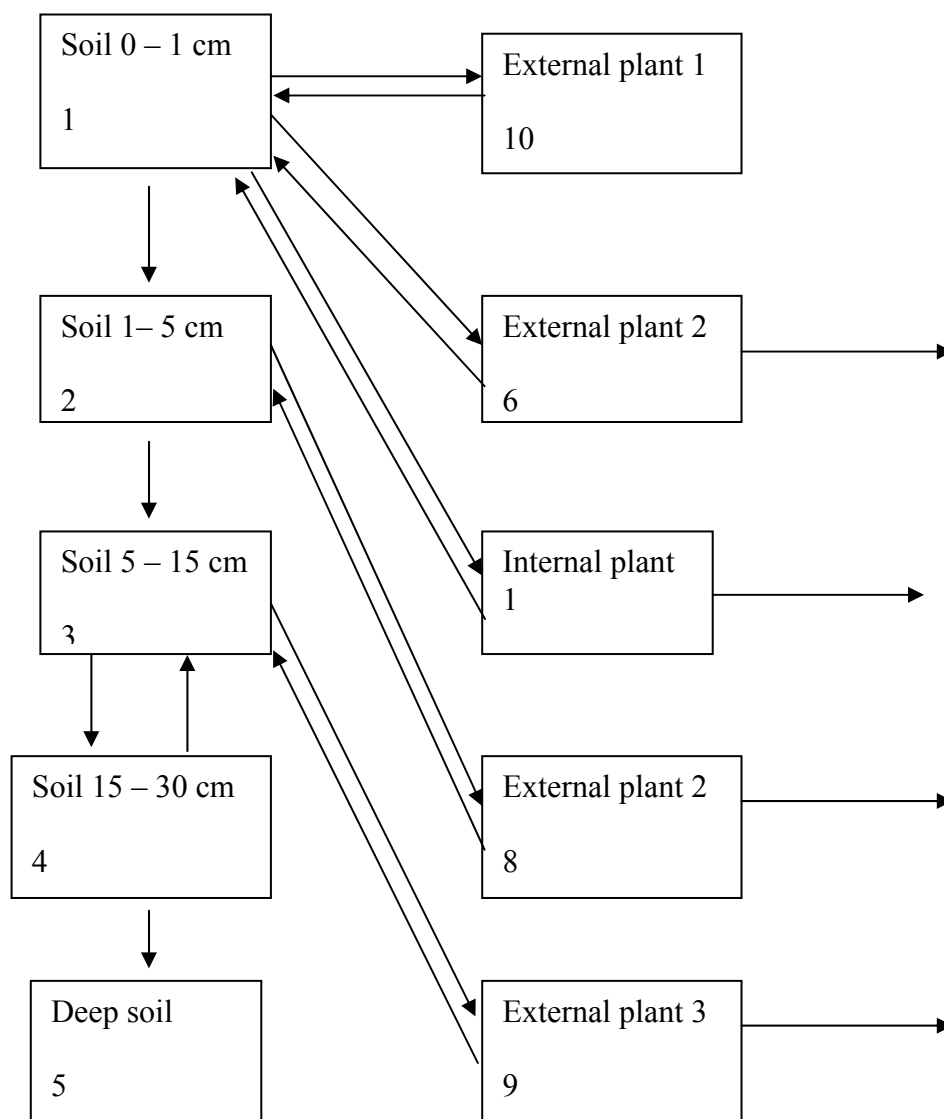 Soil 0 – 1 cm
1
External plant 1
10
Soil 1– 5 cm
2
External plant 2
6
Soil 5 – 15 cm
3
Internal plant
1
Soil 15 – 30 cm
4
External plant 2
8
Deep soil
5
External plant 3
9